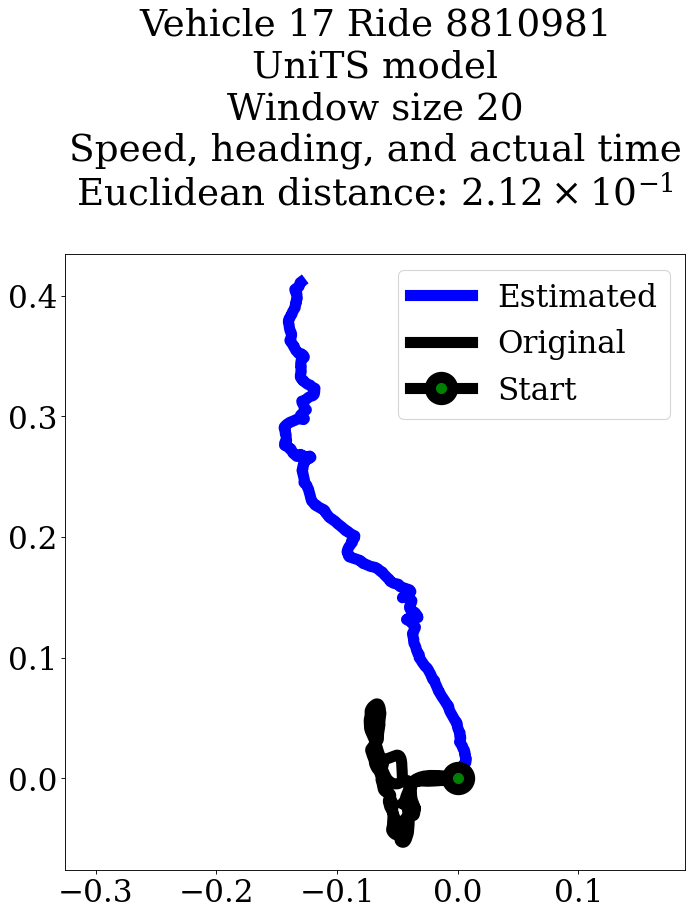 Vehicle 17 Ride 8810981
UniTS model
Window size 20
Speed, heading, and actual time
Euclidean distance: 2.12 × 10⁻¹
Estimated
Original
Start
0.4
0.3
0.2
0.1
0.0
−0.3 −0.2 −0.1 0.0 0.1